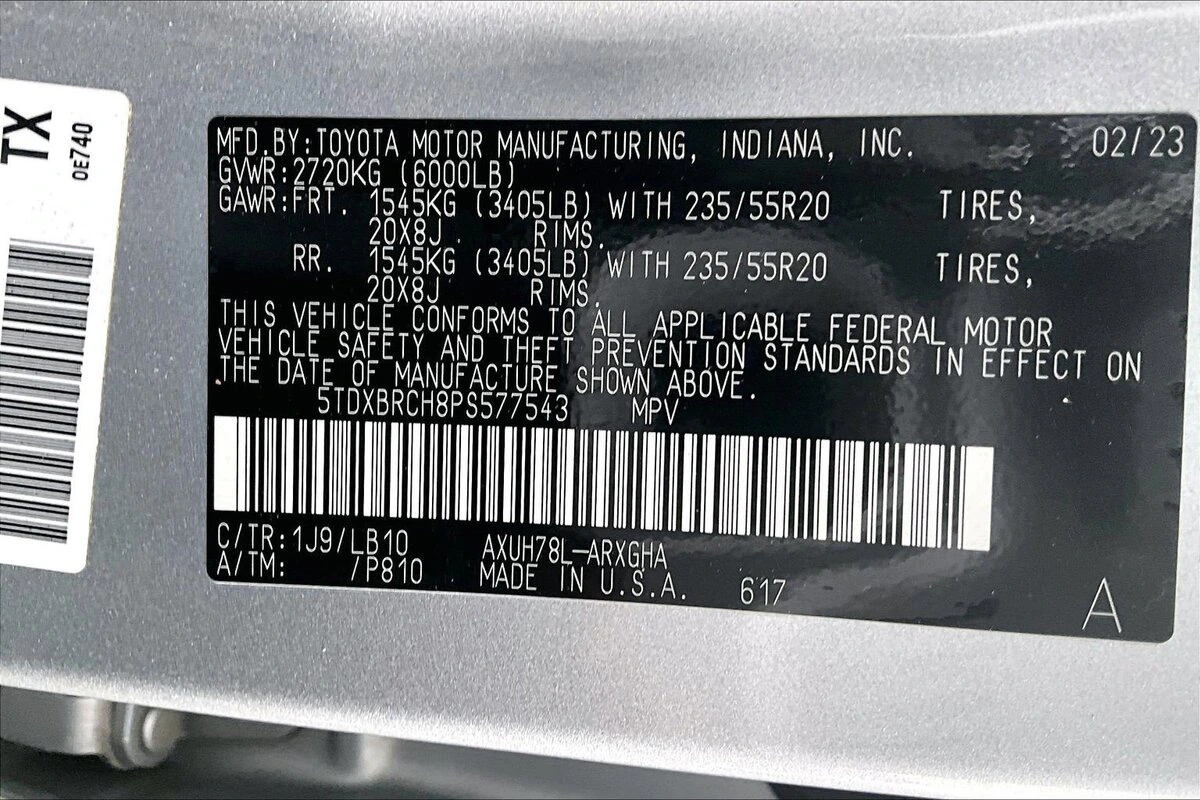 TX
0E740
MFD.BY:TOYOTA MOTOR MANUFACTURING, INDIANA, INC. 02/23
GVWR:2720KG (6000LB)
GAWR:FRT. 1545KG (3405LB) WITH 235/55R20 TIRES,
20X8J RIMS.
RR. 1545KG (3405LB) WITH 235/55R20 TIRES,
20X8J RIMS.
THIS VEHICLE CONFORMS TO ALL APPLICABLE FEDERAL MOTOR
VEHICLE SAFETY AND THEFT PREVENTION STANDARDS IN EFFECT ON
THE DATE OF MANUFACTURE SHOWN ABOVE.
5TDXBRCH8PS577543 MPV
C/TR:1J9/LB10 AXUH78L-ARXGHA
A/TM: /P810 MADE IN U.S.A. 617
A